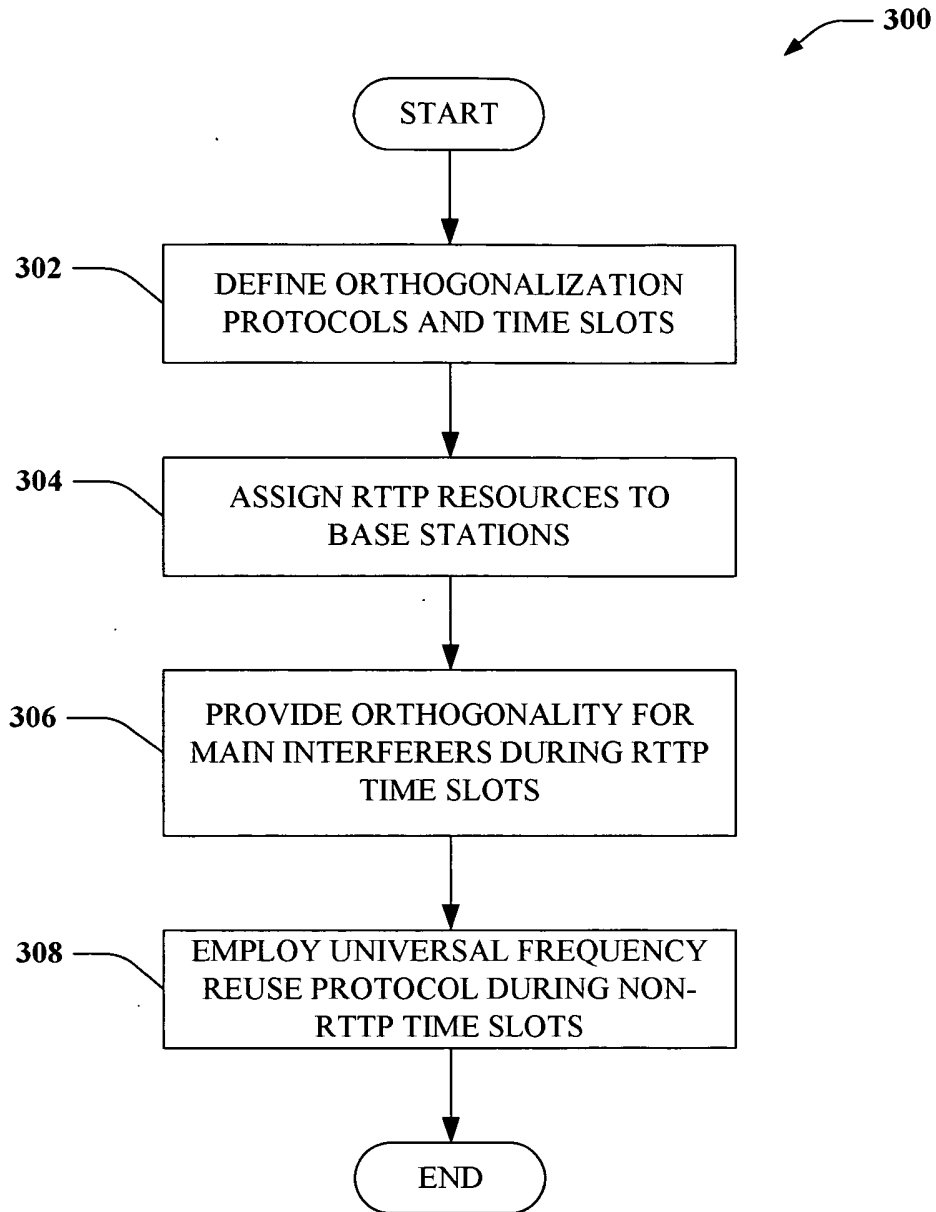 300
START
302
DEFINE ORTHOGONALIZATION
PROTOCOLS AND TIME SLOTS
304
ASSIGN RTTP RESOURCES TO
BASE STATIONS
306
PROVIDE ORTHOGONALITY FOR
MAIN INTERFERERS DURING RTTP
TIME SLOTS
308
EMPLOY UNIVERSAL FREQUENCY
REUSE PROTOCOL DURING NON-
RTTP TIME SLOTS
END